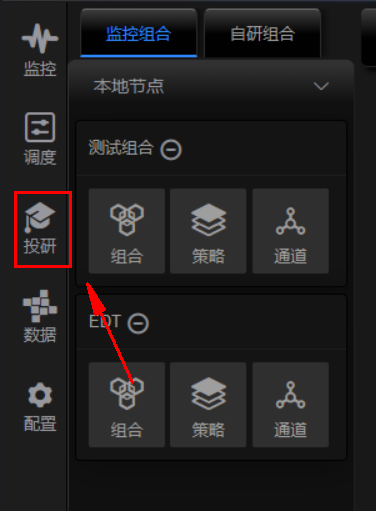 监控组合 自研组合
监控
本地节点
调度
测试组合
投研
组合 策略 通道
数据
EDT
配置
组合 策略 通道